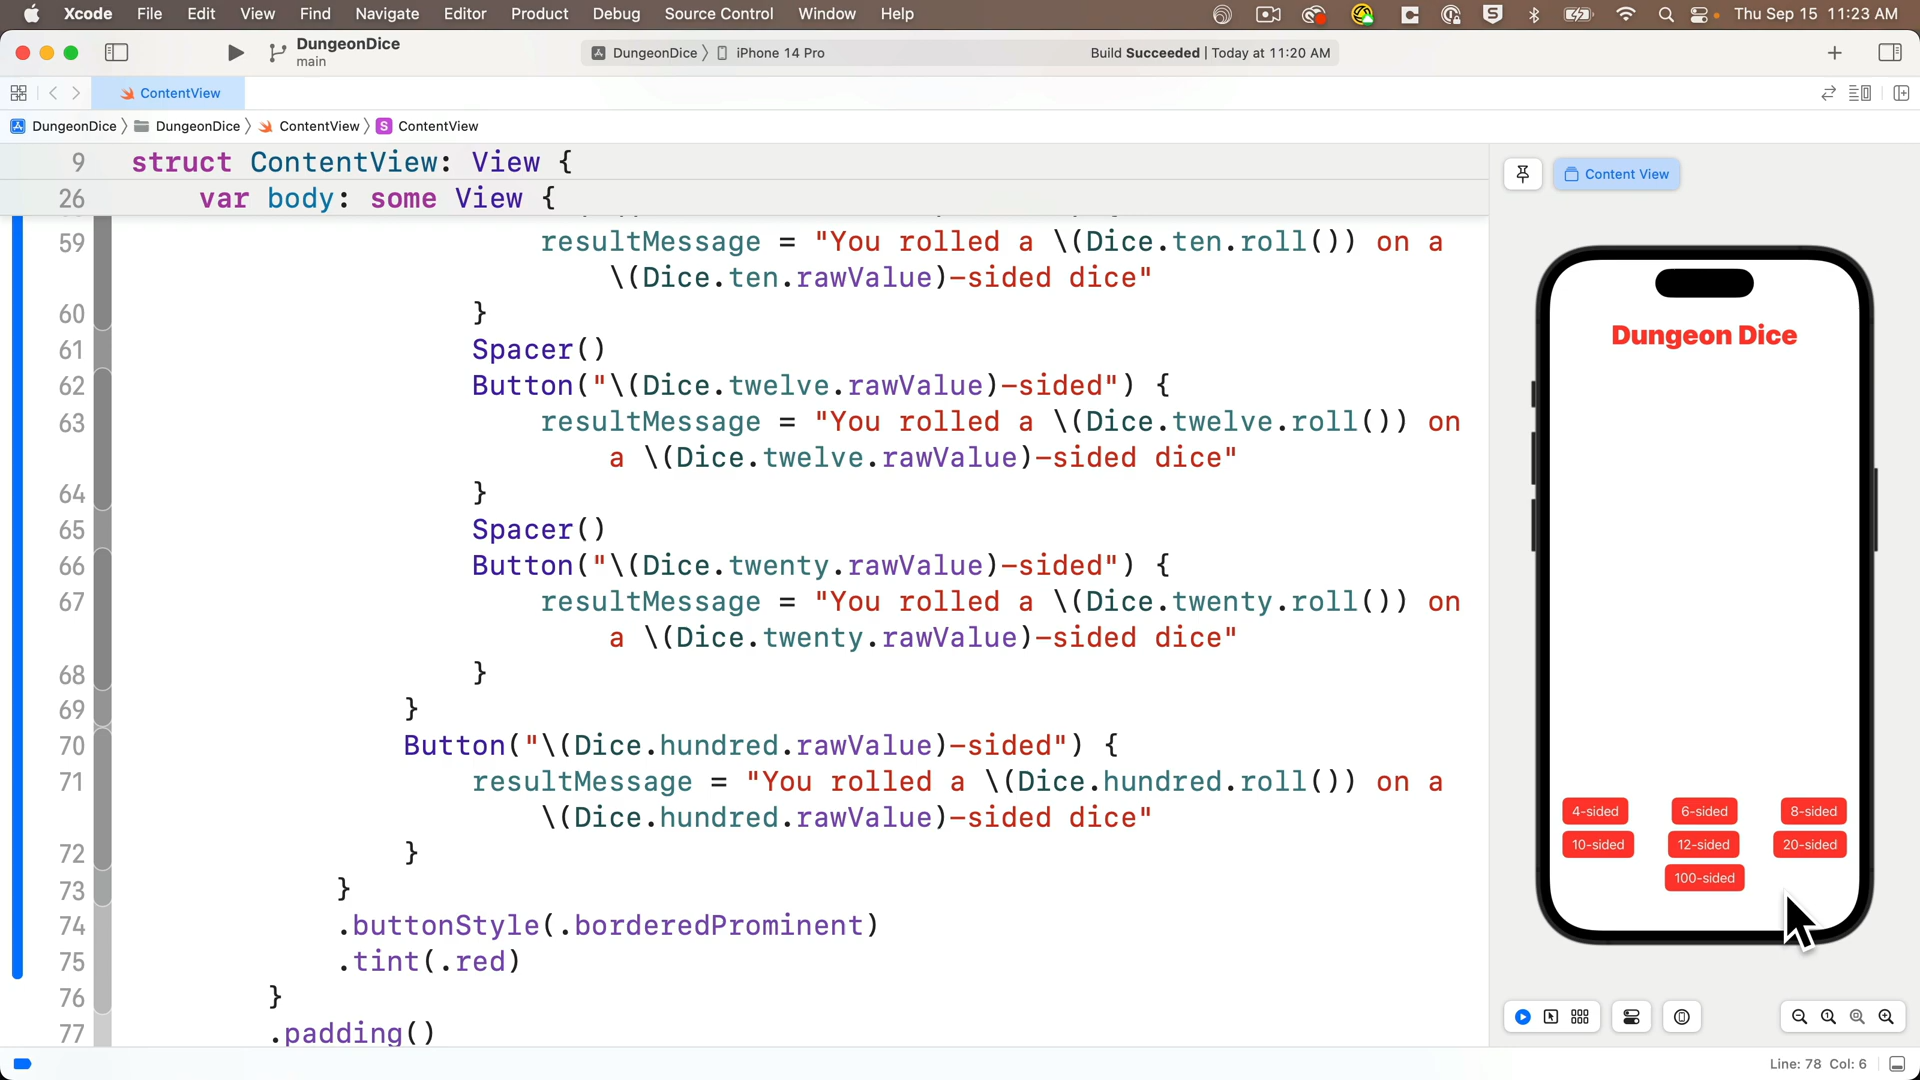 Xcode File Edit View Find Navigate Editor Product Debug Source Control Window Help Thu Sep 15 11:23 AM
DungeonDice
main
DungeonDice iPhone 14 Pro
Build Succeeded | Today at 11:20 AM
ContentView
DungeonDice DungeonDice ContentView S ContentView
9 struct ContentView: View {
26 var body: some View {
59 resultMessage = "You rolled a \(Dice.ten.roll()) on a
\(Dice.ten.rawValue)-sided dice"
60 }
61 Spacer()
62 Button("\(Dice.twelve.rawValue)-sided") {
63 resultMessage = "You rolled a \(Dice.twelve.roll()) on
a \(Dice.twelve.rawValue)-sided dice"
64 }
65 Spacer()
66 Button("\(Dice.twenty.rawValue)-sided") {
67 resultMessage = "You rolled a \(Dice.twenty.roll()) on
a \(Dice.twenty.rawValue)-sided dice"
68 }
69 }
70 Button("\(Dice.hundred.rawValue)-sided") {
71 resultMessage = "You rolled a \(Dice.hundred.roll()) on a
\(Dice.hundred.rawValue)-sided dice"
72 }
73 }
74 .buttonStyle(.borderedProminent)
75 .tint(.red)
76 }
77 .padding()
Content View
Dungeon Dice
4-sided 6-sided 8-sided
10-sided 12-sided 20-sided
100-sided
Line: 78 Col: 6